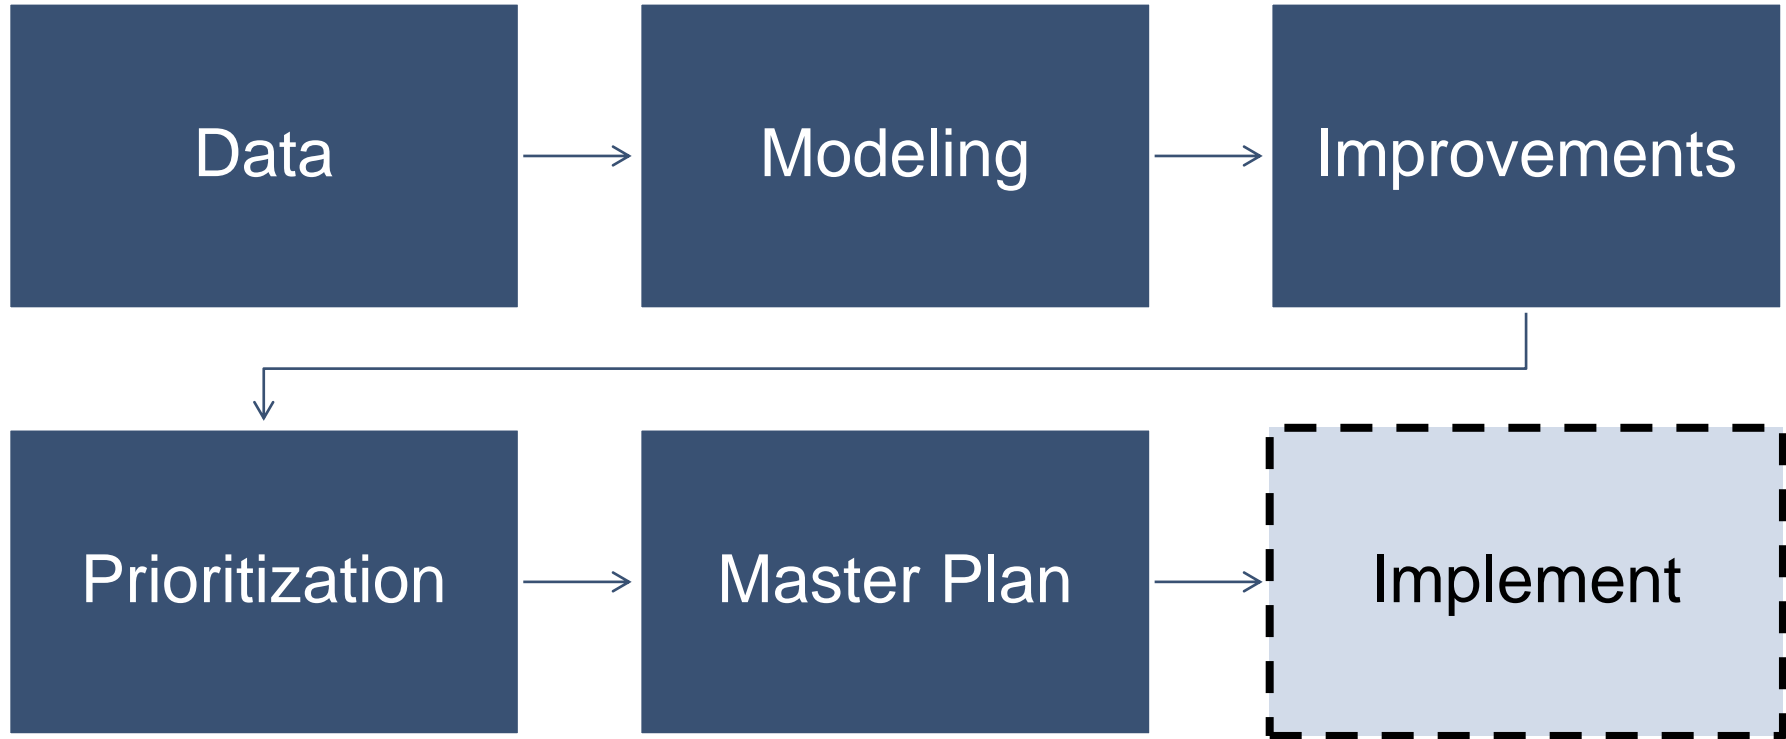 Data
Modeling
Improvements
Prioritization
Master Plan
Implement